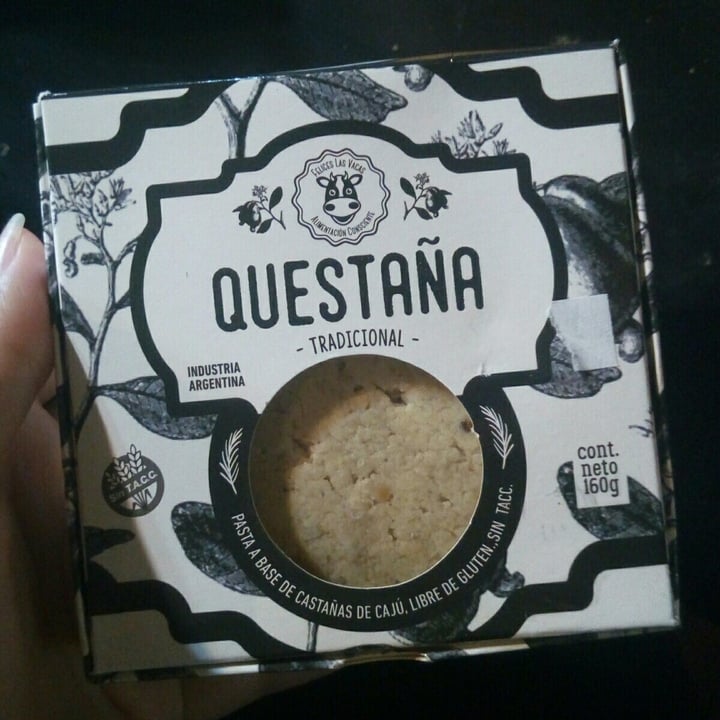 FELICES LAS VACAS
ALIMENTACIÓN CONSCIENTE
QUESTAÑA
- TRADICIONAL -
INDUSTRIA
ARGENTINA
Sin T.A.C.C.
cont.
neto
160g
PASTA A BASE DE CASTAÑAS DE CAJÚ. LIBRE DE GLUTEN..SIN TACC.